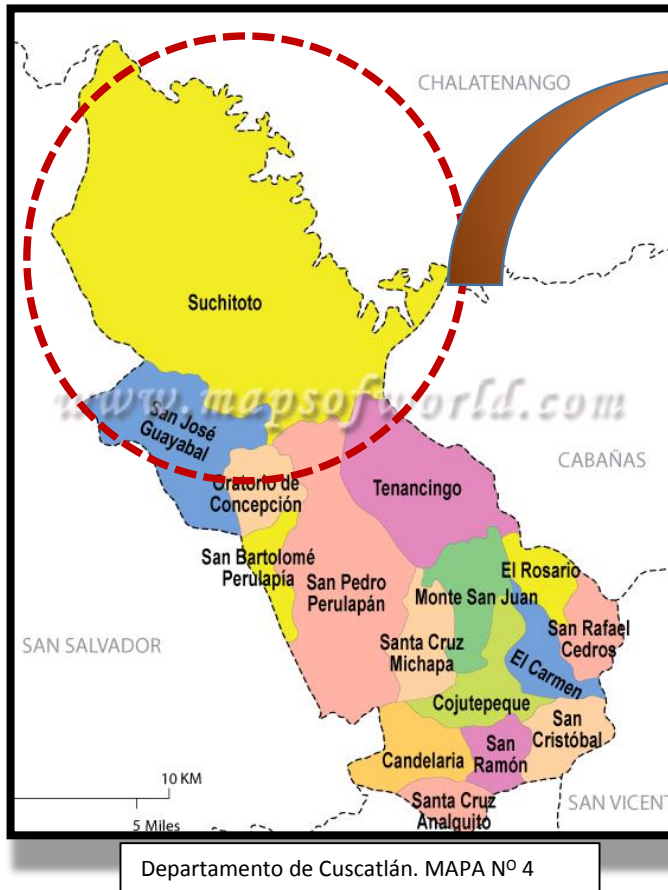 CHALATENANGO
Suchitoto
www.mapsofworld.com
San José
Guayabal
CABAÑAS
Tenancingo
Oratorio de
Concepción
San Bartolomé
Perulapía
El Rosario
San Pedro
Perulapán
Monte San Juan
San Rafael
Cedros
SAN SALVADOR
Santa Cruz
Michapa
El Carmen
Cojutepeque
San
Cristóbal
Candelaria
San
Ramón
10 KM
Santa Cruz
Analquito
SAN VICENT
5 Miles
Departamento de Cuscatlán. MAPA Nº 4